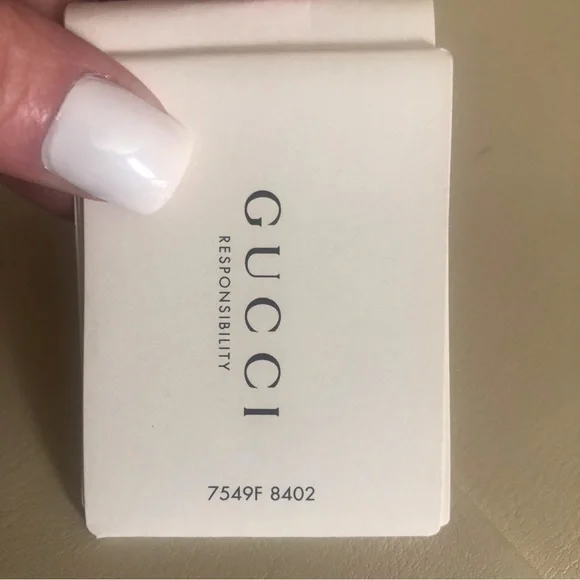 GUCCI
RESPONSIBILITY
7549F 8402